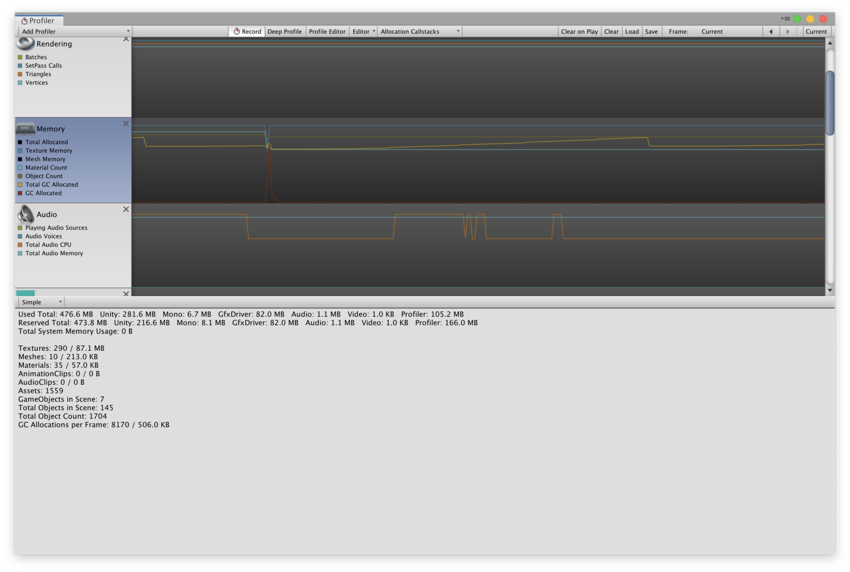 Profiler
Add Profiler
Record
Deep Profile
Profile Editor
Editor
Allocation Callstacks
Clear on Play
Clear
Load
Save
Frame:
Current
Current
Rendering
Batches
SetPass Calls
Triangles
Vertices
Memory
Total Allocated
Texture Memory
Mesh Memory
Material Count
Object Count
Total GC Allocated
GC Allocated
Audio
Playing Audio Sources
Audio Voices
Total Audio CPU
Total Audio Memory
Simple
Used Total: 476.6 MB Unity: 281.6 MB Mono: 6.7 MB GfxDriver: 82.0 MB Audio: 1.1 MB Video: 1.0 KB Profiler: 105.2 MB
Reserved Total: 473.8 MB Unity: 216.6 MB Mono: 8.1 MB GfxDriver: 82.0 MB Audio: 1.1 MB Video: 1.0 KB Profiler: 166.0 MB
Total System Memory Usage: 0 B
Textures: 290 / 87.1 MB
Meshes: 10 / 213.0 KB
Materials: 35 / 57.0 KB
AnimationClips: 0 / 0 B
AudioClips: 0 / 0 B
Assets: 1559
GameObjects in Scene: 7
Total Objects in Scene: 145
Total Object Count: 1704
GC Allocations per Frame: 8170 / 506.0 KB